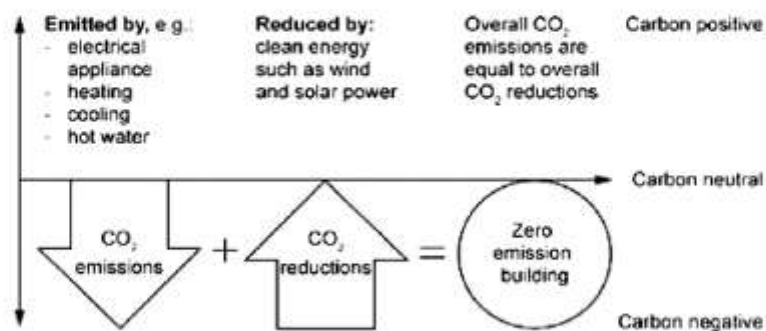 Emitted by, e g.:
- electrical
appliance
- heating
- cooling
- hot water
Reduced by:
clean energy
such as wind
and solar power
Overall CO₂
emissions are
equal to overall
CO₂ reductions
Carbon positive
Carbon neutral
CO₂
emissions
+
CO₂
reductions
=
Zero
emission
building
Carbon negative